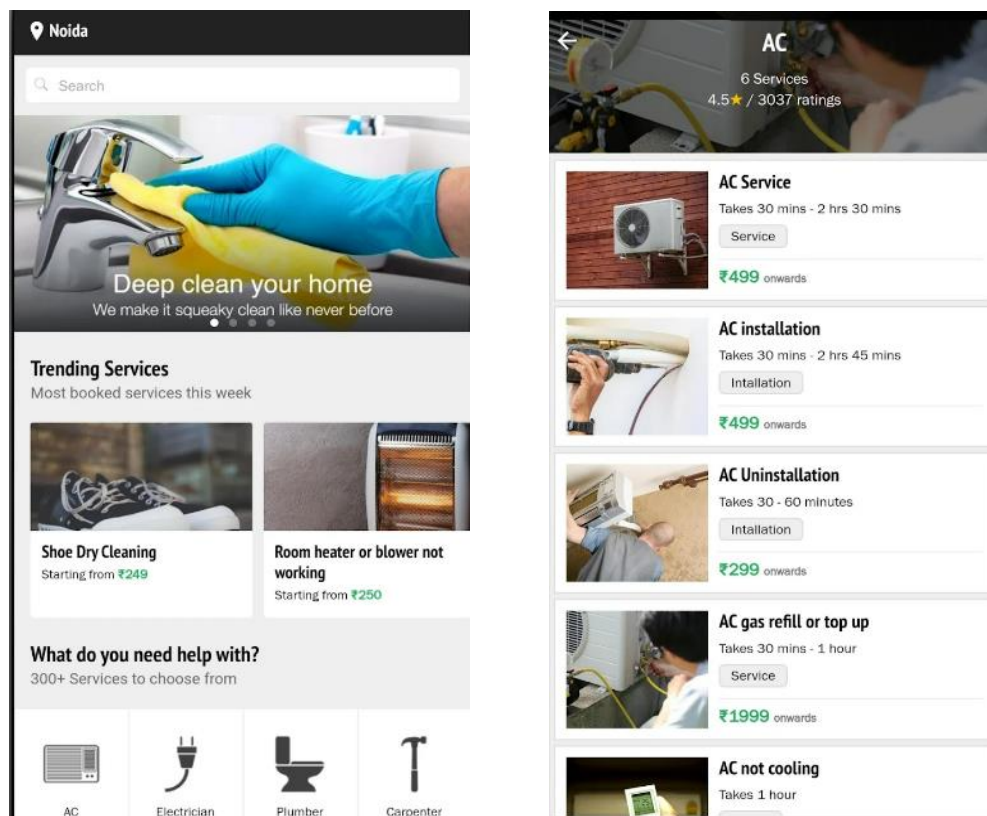 Noida
Search
Deep clean your home
We make it squeaky clean like never before
Trending Services
Most booked services this week
Shoe Dry Cleaning
Starting from ₹249
Room heater or blower not
working
Starting from ₹250
What do you need help with?
300+ Services to choose from
AC
Electrician
Plumber
Carpenter
AC
6 Services
4.5★ / 3037 ratings
AC Service
Takes 30 mins - 2 hrs 30 mins
Service
₹499 onwards
AC installation
Takes 30 mins - 2 hrs 45 mins
Intallation
₹499 onwards
AC Uninstallation
Takes 30 - 60 minutes
Intallation
₹299 onwards
AC gas refill or top up
Takes 30 mins - 1 hour
Service
₹1999 onwards
AC not cooling
Takes 1 hour